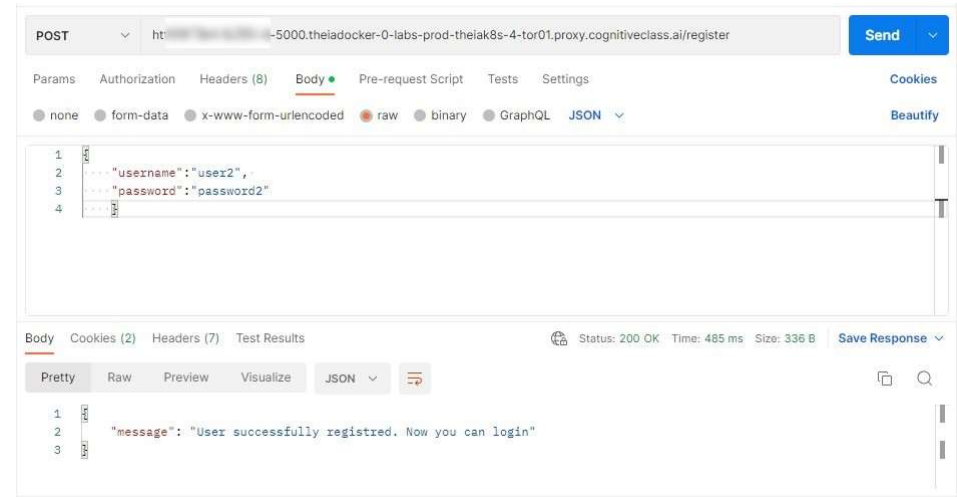 POST ht -5000.theiadocker-0-labs-prod-theiak8s-4-tor01.proxy.cognitiveclass.ai/register Send
Params Authorization Headers (8) Body Pre-request Script Tests Settings Cookies
none form-data x-www-form-urlencoded raw binary GraphQL JSON Beautify
1 {
2 "username":"user2",
3 "password":"password2"
4 }
Body Cookies (2) Headers (7) Test Results Status: 200 OK Time: 485 ms Size: 336 B Save Response
Pretty Raw Preview Visualize JSON
1 {
2 "message": "User successfully registred. Now you can login"
3 }